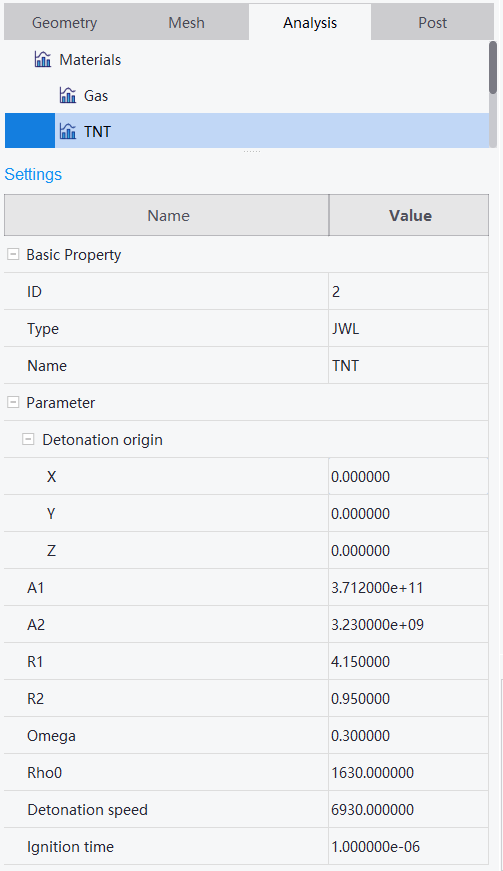 Geometry Mesh Analysis Post
Materials
Gas
TNT
Settings
Name Value
Basic Property
ID 2
Type JWL
Name TNT
Parameter
Detonation origin
X 0.000000
Y 0.000000
Z 0.000000
A1 3.712000e+11
A2 3.230000e+09
R1 4.150000
R2 0.950000
Omega 0.300000
Rho0 1630.000000
Detonation speed 6930.000000
Ignition time 1.000000e-06